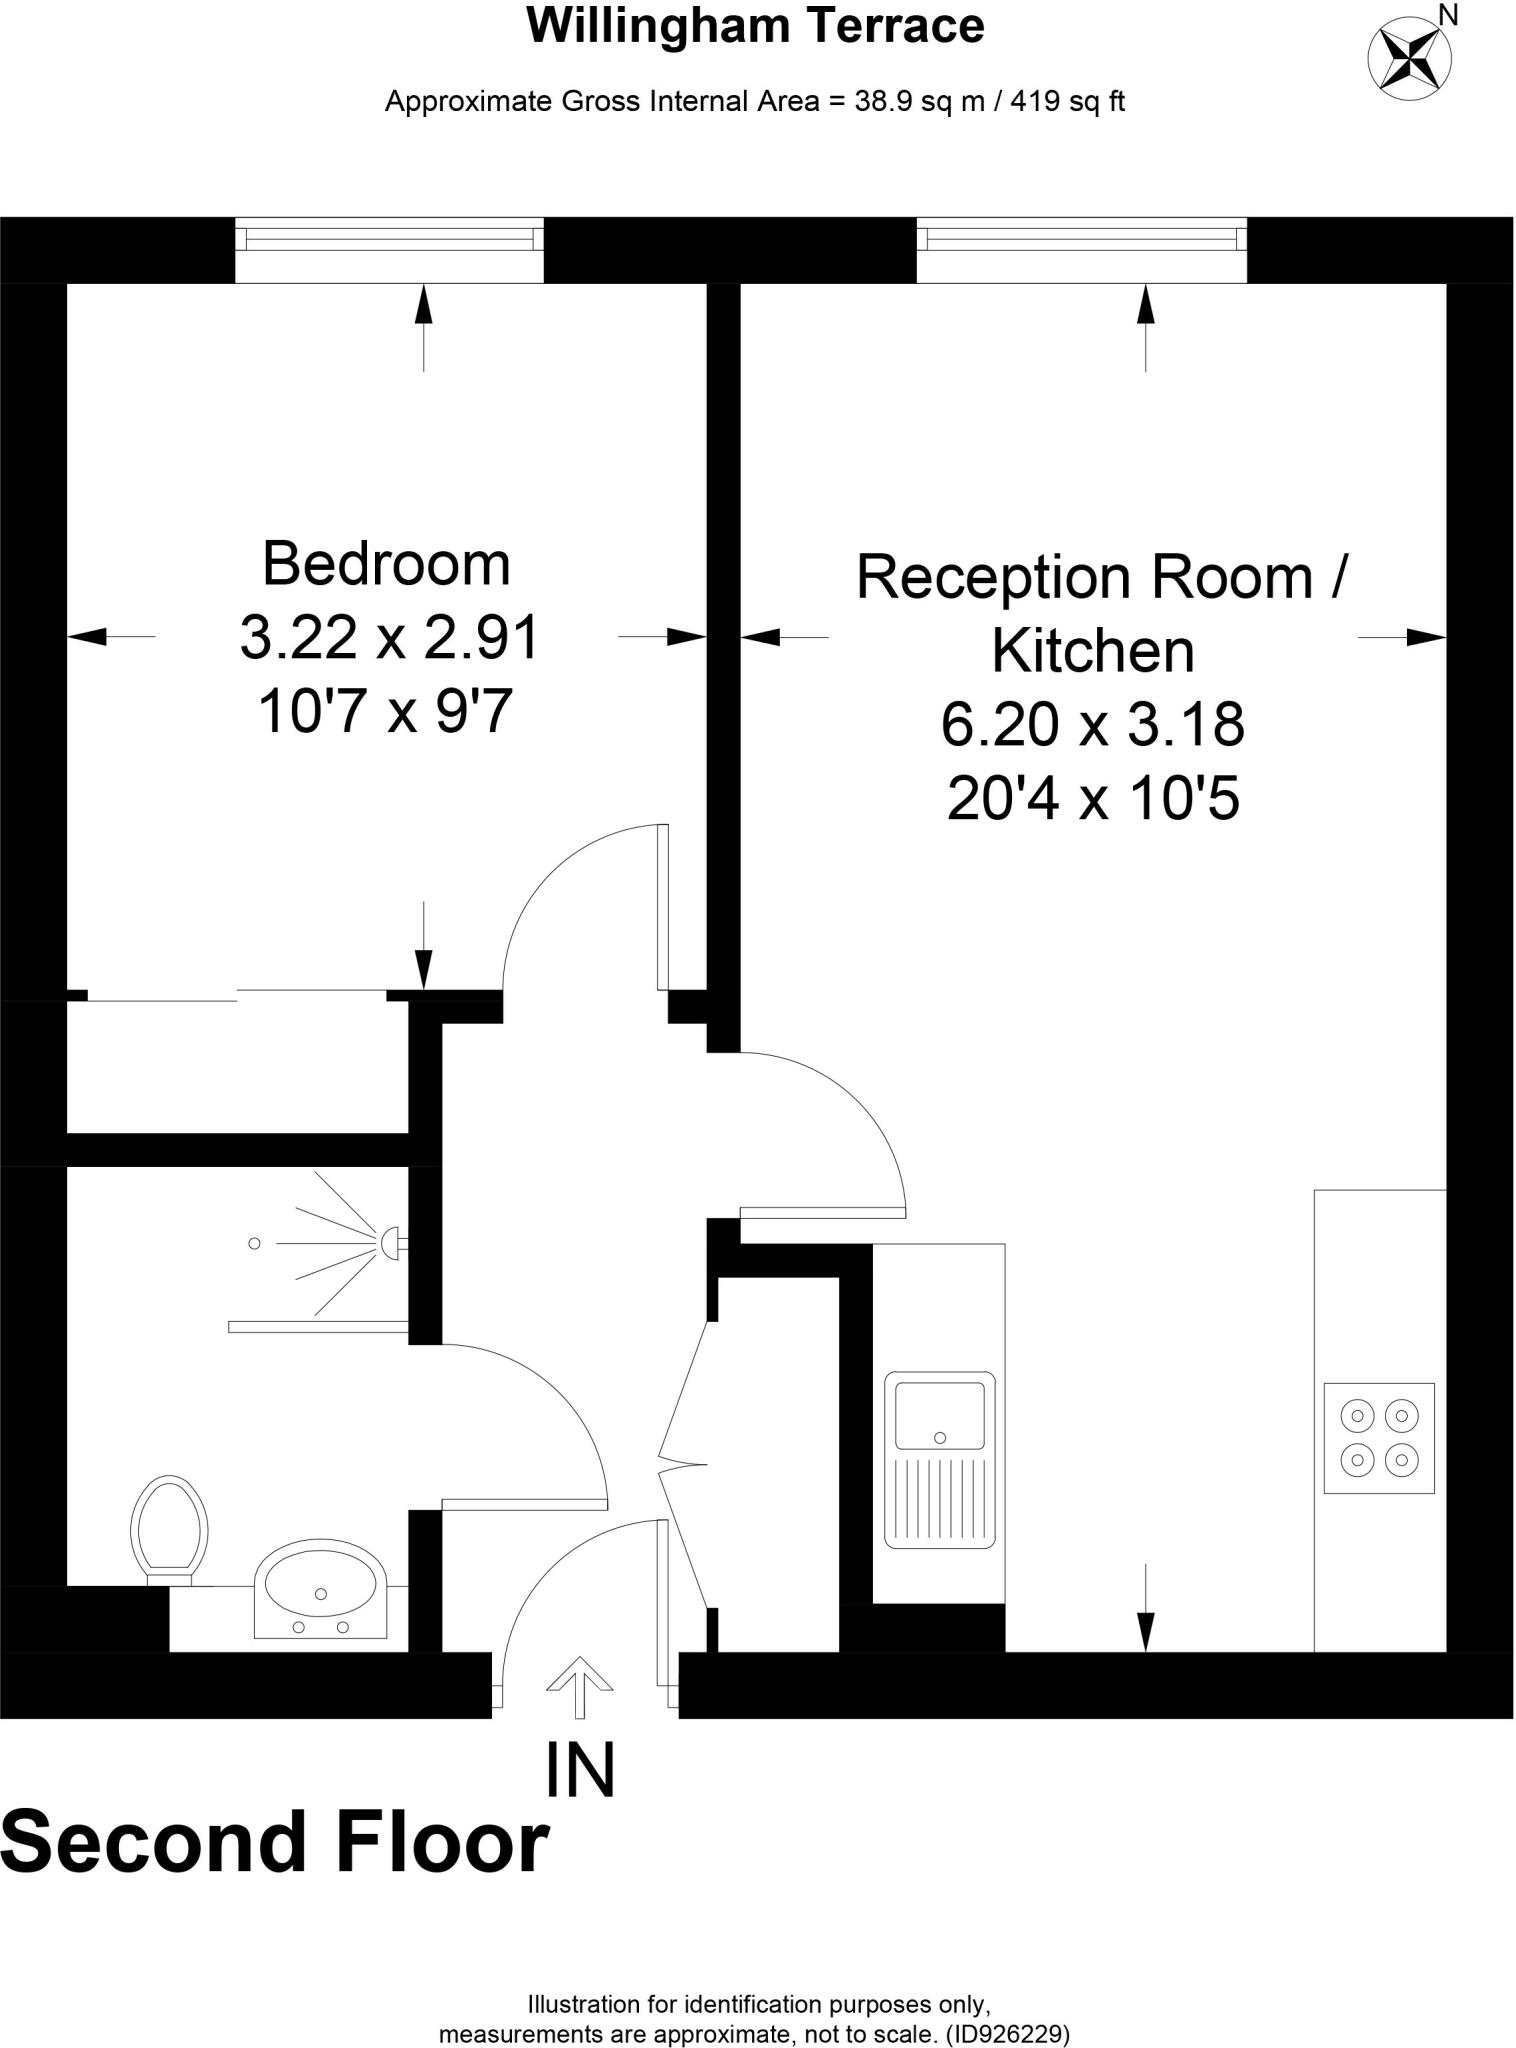 Willingham Terrace
N
Approximate Gross Internal Area = 38.9 sq m / 419 sq ft
Bedroom
3.22 x 2.91
10'7 x 9'7
Reception Room /
Kitchen
6.20 x 3.18
20'4 x 10'5
IN
Second Floor
Illustration for identification purposes only,
measurements are approximate, not to scale. (ID926229)